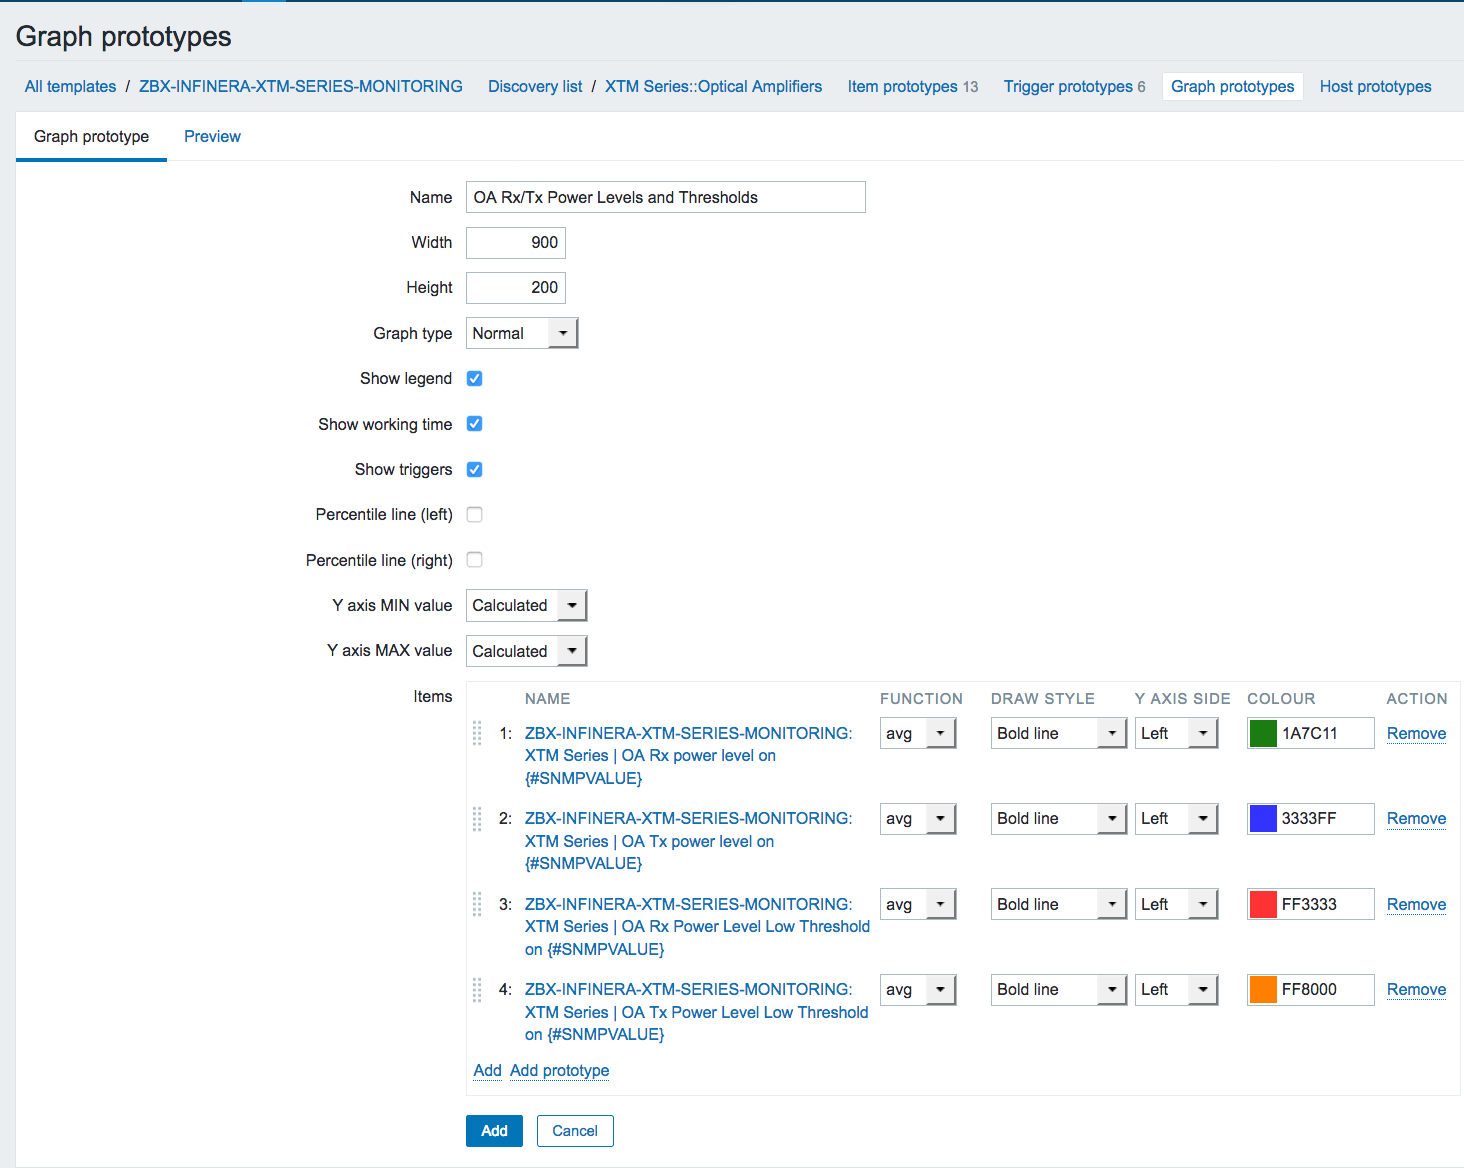 Graph prototypes
All templates / ZBX-INFINERA-XTM-SERIES-MONITORING Discovery list / XTM Series::Optical Amplifiers Item prototypes 13 Trigger prototypes 6 Graph prototypes Host prototypes
Graph prototype Preview
Name OA Rx/Tx Power Levels and Thresholds
Width 900
Height 200
Graph type Normal
Show legend
Show working time
Show triggers
Percentile line (left)
Percentile line (right)
Y axis MIN value Calculated
Y axis MAX value Calculated
Items NAME FUNCTION DRAW STYLE Y AXIS SIDE COLOUR ACTION
1: ZBX-INFINERA-XTM-SERIES-MONITORING: avg Bold line Left 1A7C11 Remove
XTM Series | OA Rx power level on
{#SNMPVALUE}
2: ZBX-INFINERA-XTM-SERIES-MONITORING: avg Bold line Left 3333FF Remove
XTM Series | OA Tx power level on
{#SNMPVALUE}
3: ZBX-INFINERA-XTM-SERIES-MONITORING: avg Bold line Left FF3333 Remove
XTM Series | OA Rx Power Level Low Threshold
on {#SNMPVALUE}
4: ZBX-INFINERA-XTM-SERIES-MONITORING: avg Bold line Left FF8000 Remove
XTM Series | OA Tx Power Level Low Threshold
on {#SNMPVALUE}
Add Add prototype
Add Cancel